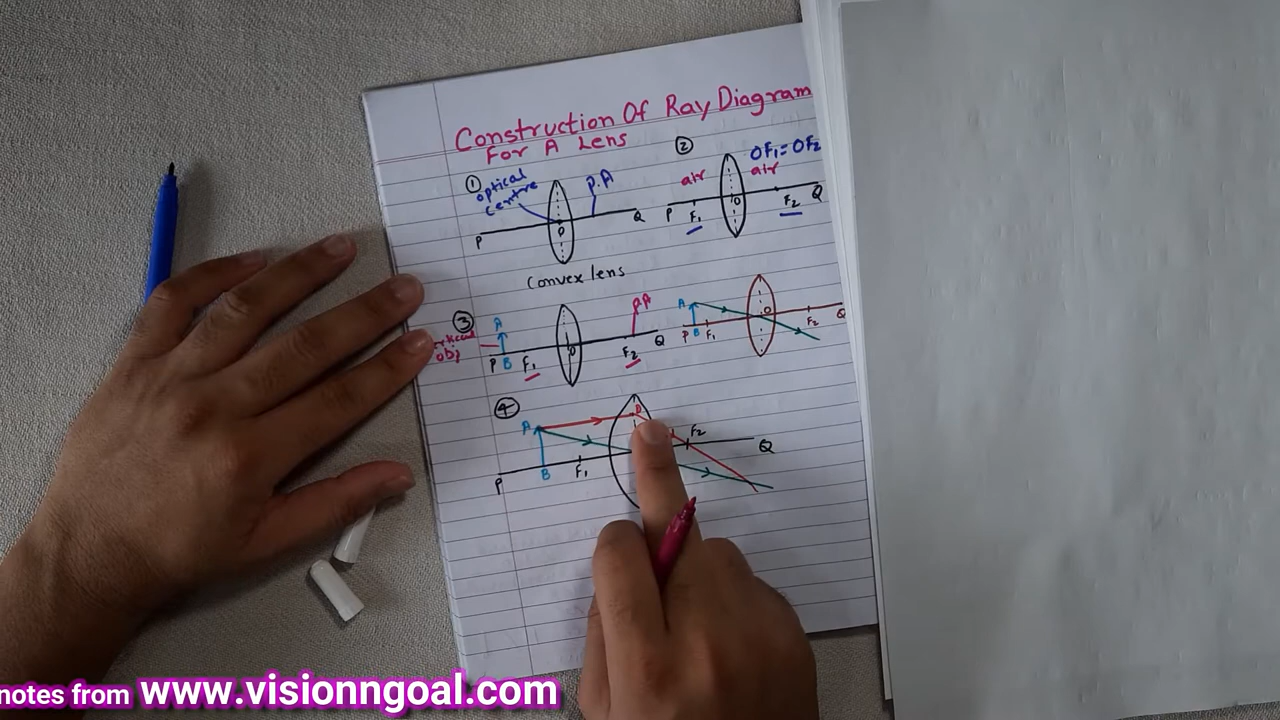 Construction Of Ray Diagram
For A Lens
①
optical
centre
P.A
P
O
Q
②
OF₁ = OF₂
air
air
P
F₁
O
F₂
Q
Convex lens
③
A
obj
P
B
F₁
O
F₂
Q
P.A
A
P
B
F₁
O
F₂
Q
④
A
D
P
B
F₁
F₂
Q
notes from www.visionngoal.com